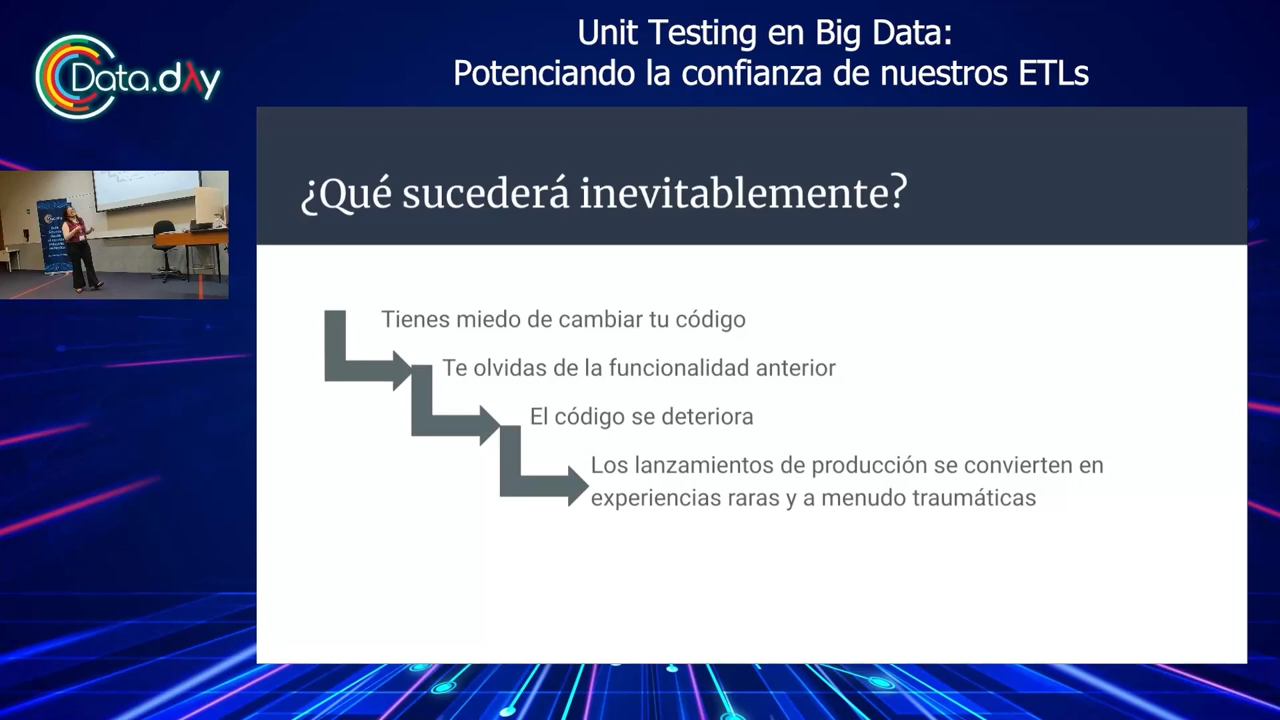 Unit Testing en Big Data:
Potenciando la confianza de nuestros ETLs
Data.dλy
¿Qué sucederá inevitablemente?
Tienes miedo de cambiar tu código
Te olvidas de la funcionalidad anterior
El código se deteriora
Los lanzamientos de producción se convierten en
experiencias raras y a menudo traumáticas